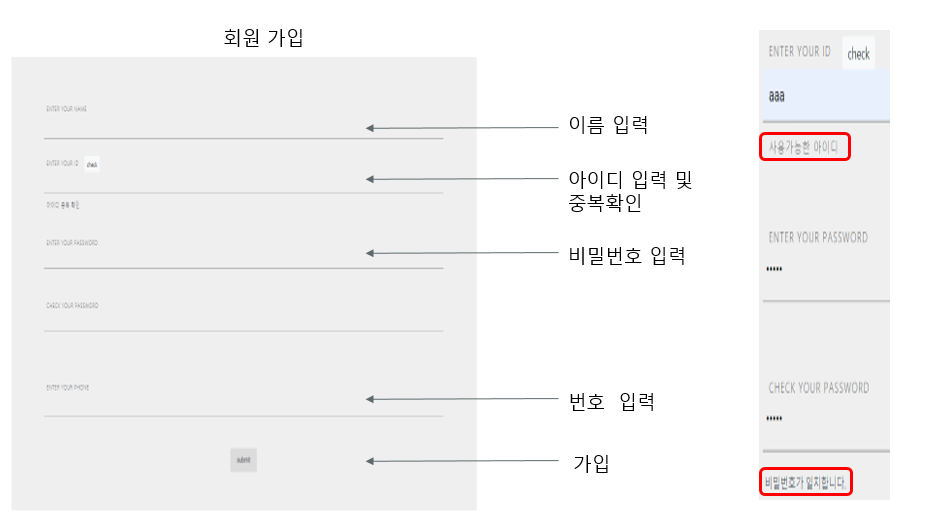 회원 가입
ENTER YOUR NAME
ENTER YOUR ID check
아이디 중복 확인
ENTER YOUR PASSWORD
CHECK YOUR PASSWORD
ENTER YOUR PHONE
submit
이름 입력
아이디 입력 및
중복확인
비밀번호 입력
번호 입력
가입
ENTER YOUR ID check
aaa
사용가능한 아이디
ENTER YOUR PASSWORD
•••••
CHECK YOUR PASSWORD
•••••
비밀번호가 일치합니다.